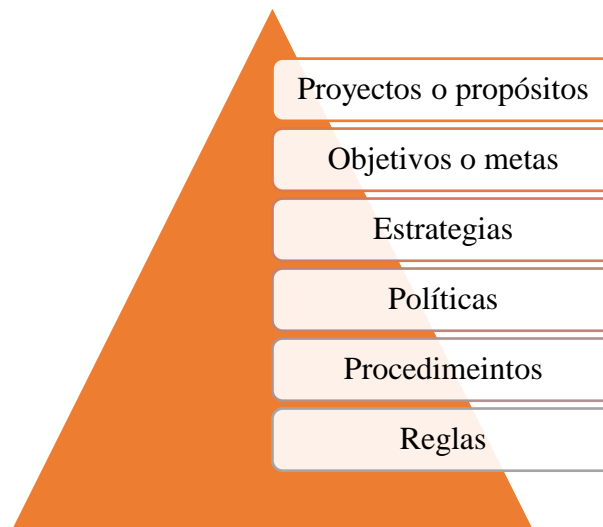 Proyectos o propósitos
Objetivos o metas
Estrategias
Políticas
Procedimeintos
Reglas